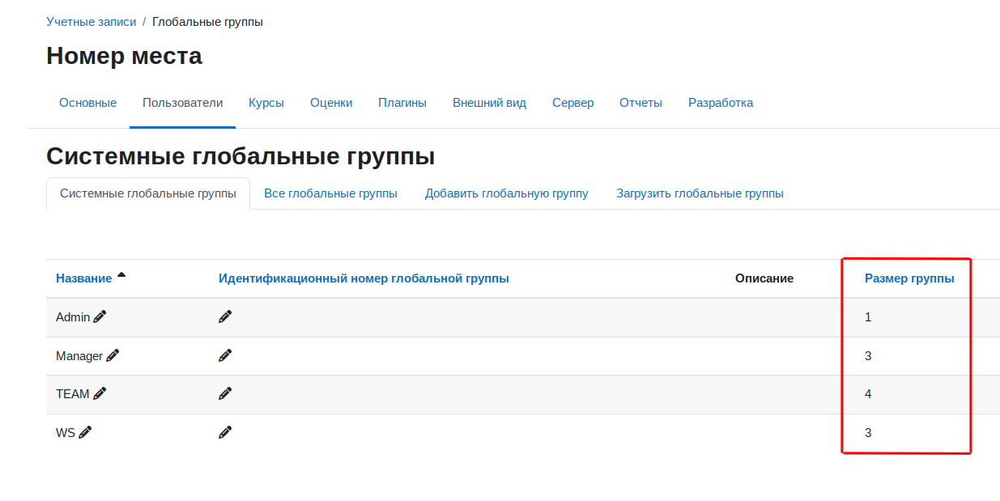 Учетные записи / Глобальные группы
Номер места
Основные Пользователи Курсы Оценки Плагины Внешний вид Сервер Отчеты Разработка
Системные глобальные группы
Системные глобальные группы Все глобальные группы Добавить глобальную группу Загрузить глобальные группы
Название Идентификационный номер глобальной группы Описание Размер группы
Admin 1
Manager 3
TEAM 4
WS 3